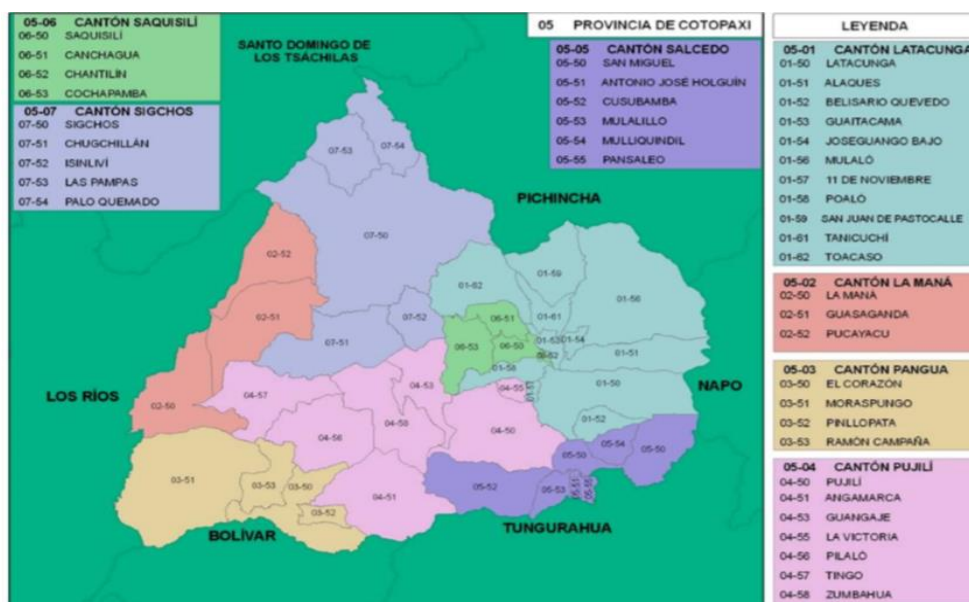 05-06 CANTÓN SAQUISILÍ
06-50 SAQUISILÍ
06-51 CANCHAGUA
06-52 CHANTILÍN
06-53 COCHAPAMBA
05-07 CANTÓN SIGCHOS
07-50 SIGCHOS
07-51 CHUGCHILLÁN
07-52 ISINLIVÍ
07-53 LAS PAMPAS
07-54 PALO QUEMADO
05 PROVINCIA DE COTOPAXI
05-05 CANTÓN SALCEDO
05-50 SAN MIGUEL
05-51 ANTONIO JOSÉ HOLGUÍN
05-52 CUSUBAMBA
05-53 MULALILLO
05-54 MULLIQUINDIL
05-55 PANSALEO
LEYENDA
05-01 CANTÓN LATACUNGA
01-50 LATACUNGA
01-51 ALAQUES
01-52 BELISARIO QUEVEDO
01-53 GUAITACAMA
01-54 JOSEGUANGO BAJO
01-56 MULALÓ
01-57 11 DE NOVIEMBRE
01-58 POALÓ
01-59 SAN JUAN DE PASTOCALLE
01-61 TANICUCHÍ
01-62 TOACASO
05-02 CANTÓN LA MANÁ
02-50 LA MANÁ
02-51 GUASAGANDA
02-52 PUCAYACU
05-03 CANTÓN PANGUA
03-50 EL CORAZÓN
03-51 MORASPUNGO
03-52 PINLLOPATA
03-53 RAMÓN CAMPAÑA
05-04 CANTÓN PUJILÍ
04-50 PUJILÍ
04-51 ANGAMARCA
04-53 GUANGAJE
04-55 LA VICTORIA
04-56 PILALÓ
04-57 TINGO
04-58 ZUMBAHUA
SANTO DOMINGO DE
LOS TSÁCHILAS
PICHINCHA
NAPO
LOS RÍOS
BOLÍVAR
TUNGURAHUA
07-53
07-54
07-50
02-52
02-51
07-52
07-51
02-50
01-59
01-62
01-56
01-61
06-51
06-53
06-50
01-53
01-54
01-51
01-58
01-50
04-53
04-55
01-57
04-57
04-58
04-56
04-50
01-52
05-54
05-50
05-50
04-51
05-52
05-53
05-51
05-55
03-51
03-53
03-50
03-52